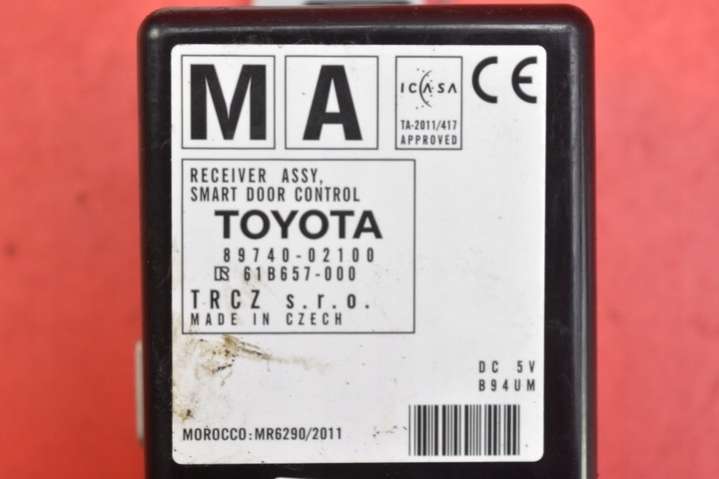 M A
ICASA
TA-2011/417
APPROVED
CE
RECEIVER ASSY,
SMART DOOR CONTROL
TOYOTA
89740-02100
61B657-000
TRCZ s.r.o.
MADE IN CZECH
DC 5V
B94UM
MOROCCO:MR6290/2011